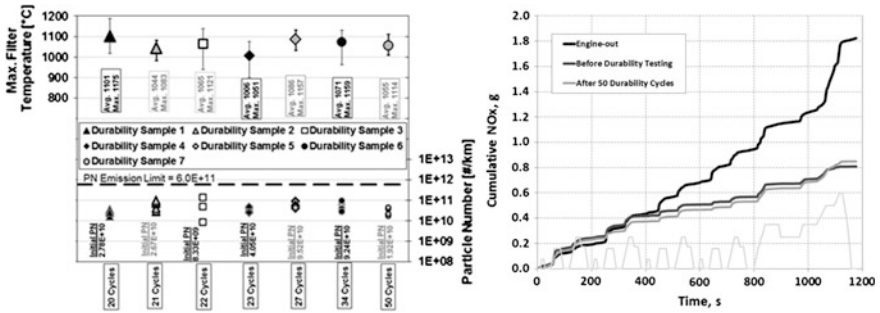 1200
1100
1000
900
800
Max. Filter
Temperature [°C]
Avg. 1101
Max. 1175
Avg. 1044
Max. 1083
Avg. 1065
Max. 1121
Avg. 1006
Max. 1051
Avg. 1086
Max. 1157
Avg. 1071
Max. 1159
Avg. 1055
Max. 1114
Durability Sample 1
Durability Sample 2
Durability Sample 3
Durability Sample 4
Durability Sample 5
Durability Sample 6
Durability Sample 7
PN Emission Limit = 6.0E+11
1E+13
1E+12
1E+11
1E+10
1E+09
1E+08
Particle Number [#/km]
Initial PN
2.78E+10
Initial PN
2.67E+10
Initial PN
8.33E+09
Initial PN
4.05E+10
Initial PN
9.52E+10
Initial PN
9.24E+10
Initial PN
1.92E+10
20 Cycles
21 Cycles
22 Cycles
23 Cycles
27 Cycles
34 Cycles
50 Cycles
2.0
1.8
1.6
1.4
1.2
1.0
0.8
0.6
0.4
0.2
0.0
Cumulative NOx, g
Engine-out
Before Durability Testing
After 50 Durability Cycles
0
200
400
600
800
1000
1200
Time, s